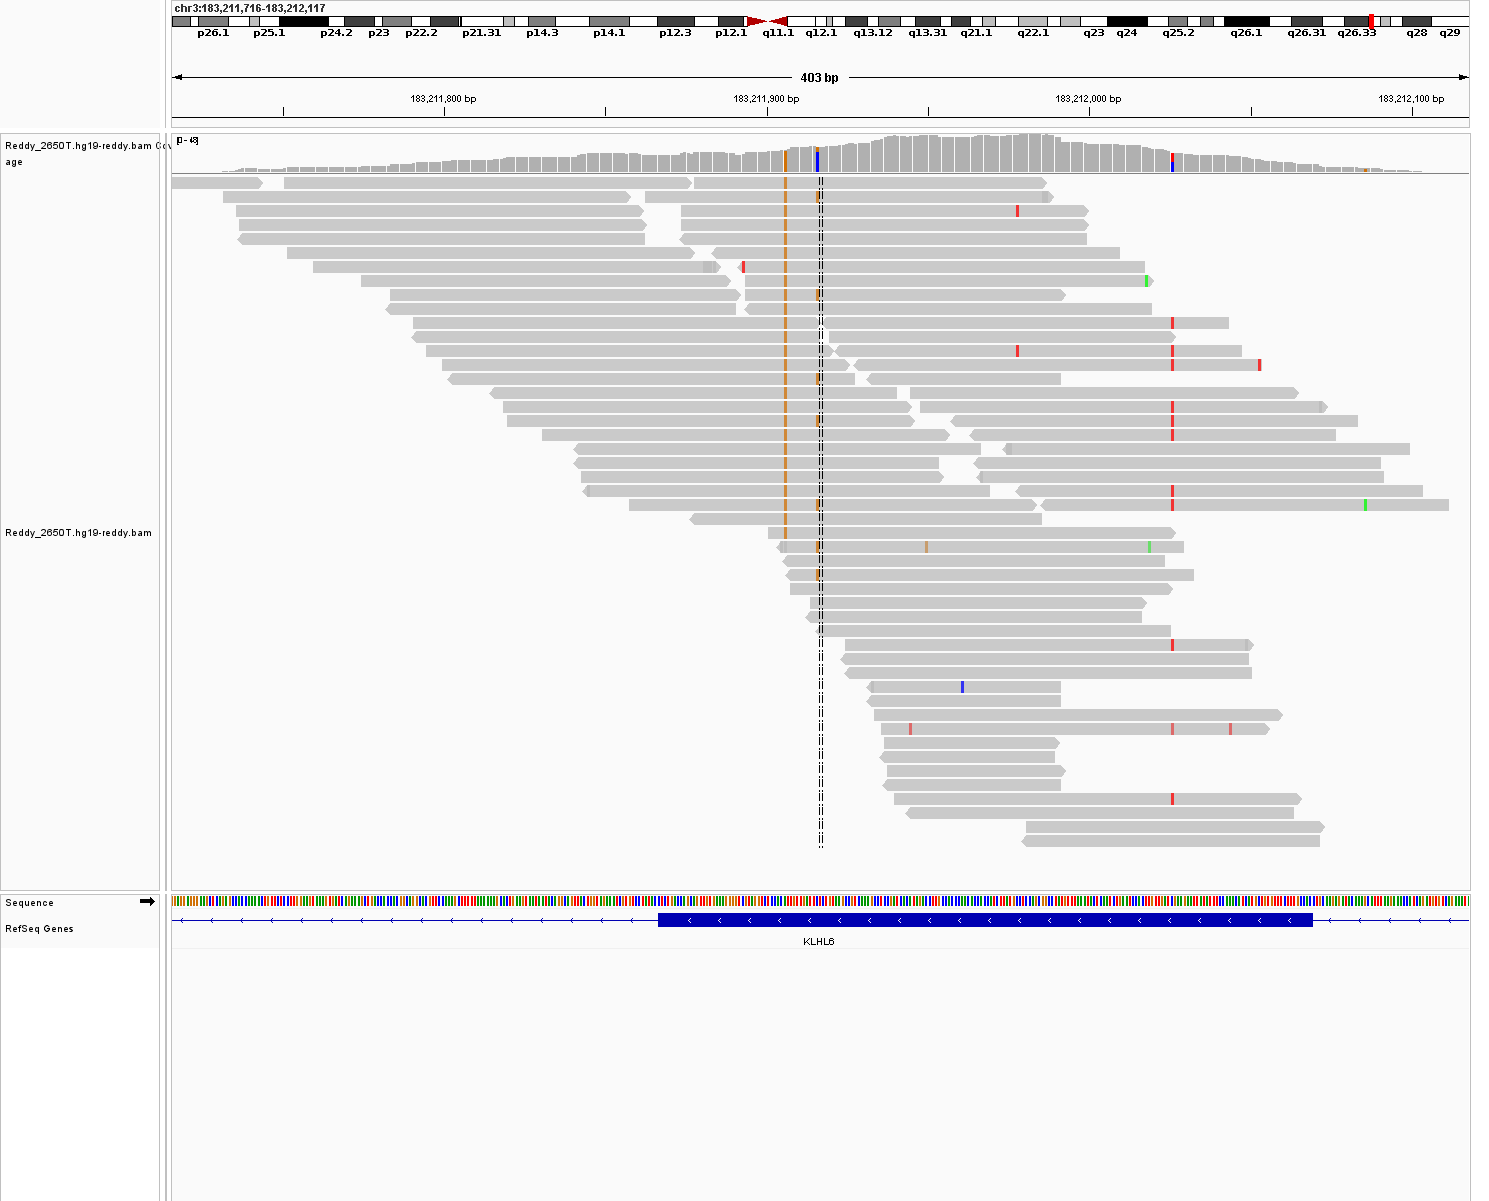 chr3:183,211,716-183,212,117
p26.1 p25.1 p24.2 p23 p22.2 p21.31 p14.3 p14.1 p12.3 p12.1 q11.1 q12.1 q13.12 q13.31 q21.1 q22.1 q23 q24 q25.2 q26.1 q26.31 q26.33 q28 q29
403 bp
183,211,800 bp 183,211,900 bp 183,212,000 bp 183,212,100 bp
Reddy_2650T.hg19-reddy.bam Cov
age
Reddy_2650T.hg19-reddy.bam
Sequence
RefSeq Genes
KLHL6